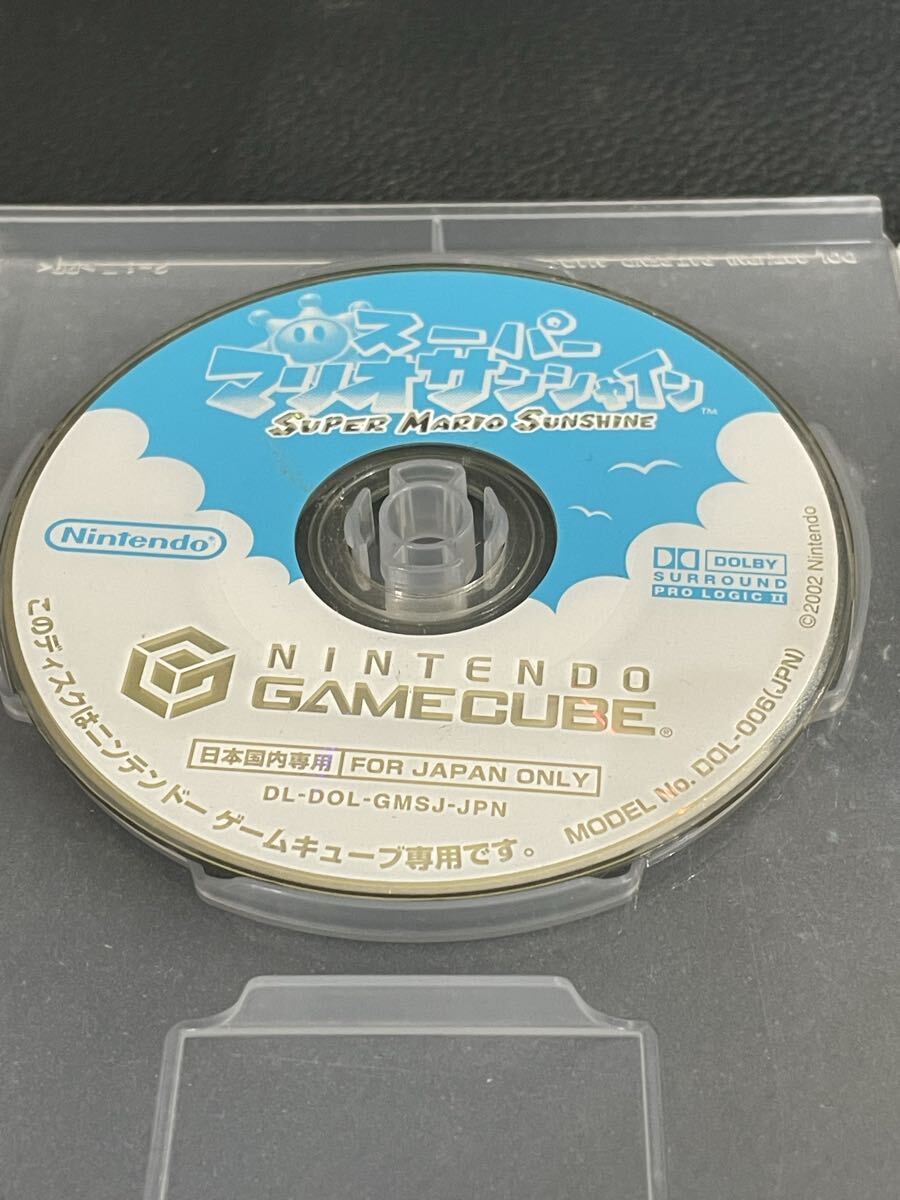 スーパー
マリオサンシャイン™
SUPER MARIO SUNSHINE
Nintendo®
DOLBY
SURROUND
PRO LOGIC II
©2002 Nintendo
NINTENDO
GAMECUBE®
日本国内専用 FOR JAPAN ONLY
DL-DOL-GMSJ-JPN
MODEL No. DOL-006(JPN)
このディスクはニンテンドーゲームキューブ専用です。